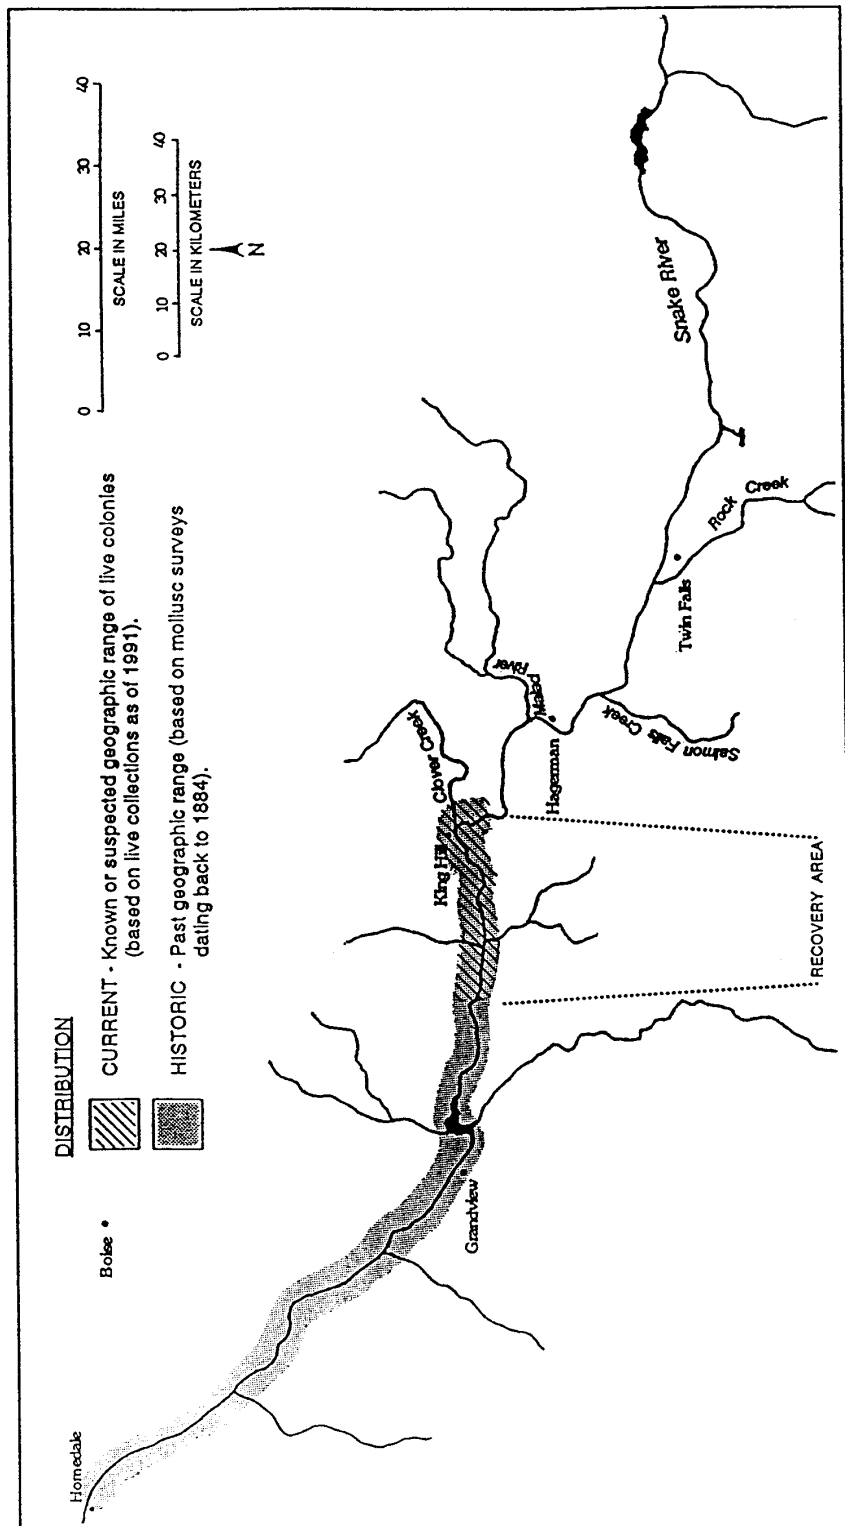 DISTRIBUTION
CURRENT - Known or suspected geographic range of live colonies
(based on live collections as of 1991).
HISTORIC - Past geographic range (based on mollusc surveys
dating back to 1884).
0 10 20 30 40
SCALE IN MILES
0 10 20 30 40
SCALE IN KILOMETERS
N
Homedale
Boise
Grandview
King Hill
Clover Creek
Malad River
Hagerman
Salmon Falls Creek
Twin Falls
Rock Creek
Snake River
RECOVERY AREA